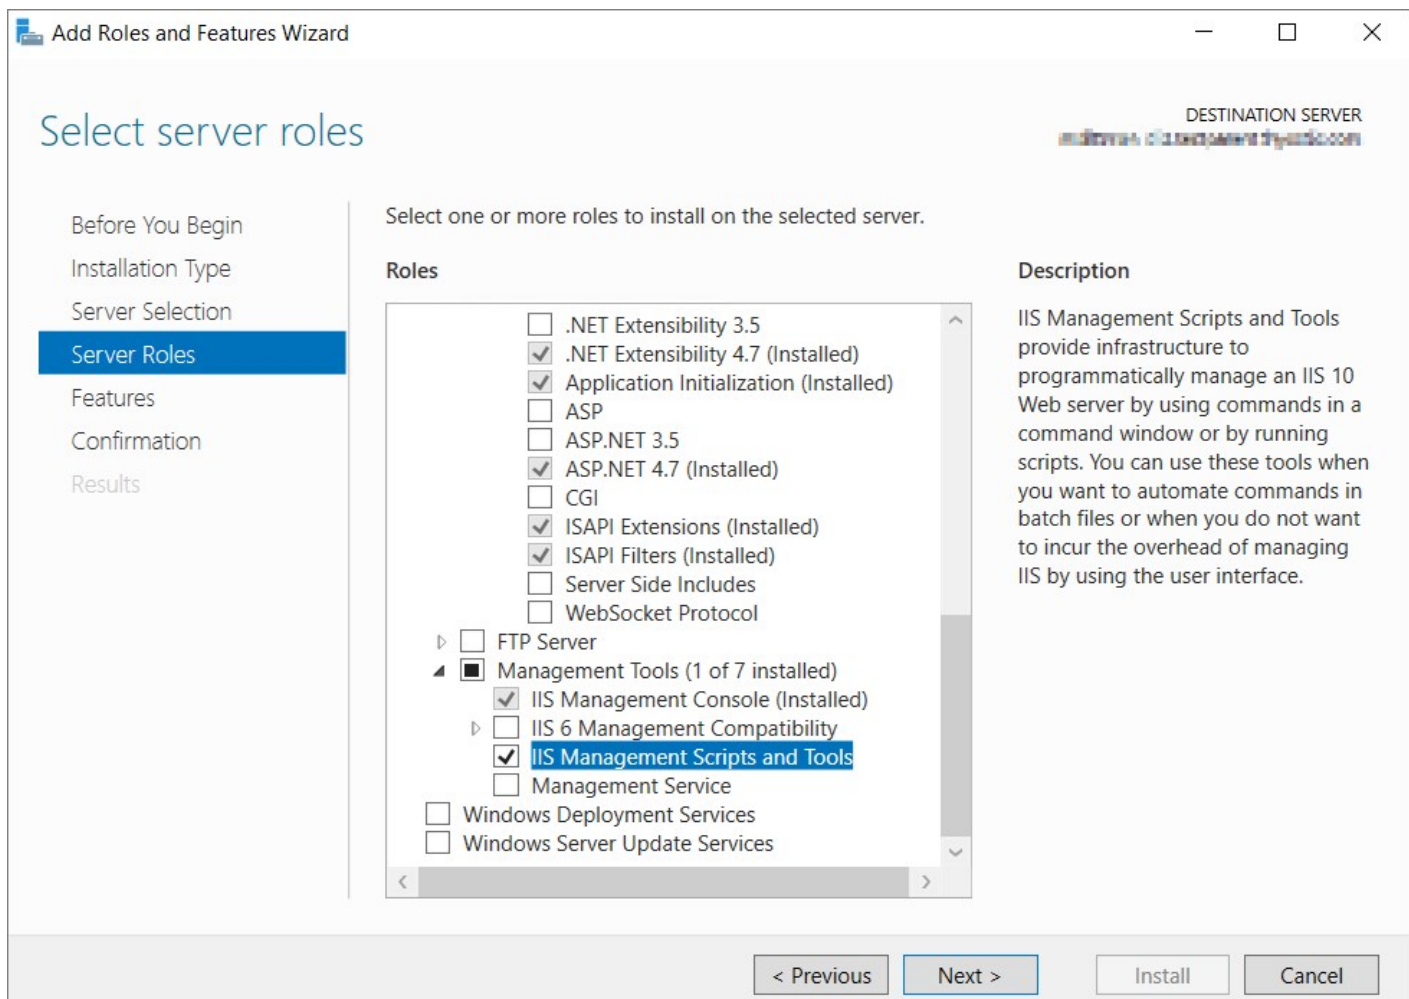 Add Roles and Features Wizard
Select server roles
DESTINATION SERVER
Before You Begin
Installation Type
Server Selection
Server Roles
Features
Confirmation
Results
Select one or more roles to install on the selected server.
Roles
.NET Extensibility 3.5
.NET Extensibility 4.7 (Installed)
Application Initialization (Installed)
ASP
ASP.NET 3.5
ASP.NET 4.7 (Installed)
CGI
ISAPI Extensions (Installed)
ISAPI Filters (Installed)
Server Side Includes
WebSocket Protocol
FTP Server
Management Tools (1 of 7 installed)
IIS Management Console (Installed)
IIS 6 Management Compatibility
IIS Management Scripts and Tools
Management Service
Windows Deployment Services
Windows Server Update Services
Description
IIS Management Scripts and Tools
provide infrastructure to
programmatically manage an IIS 10
Web server by using commands in a
command window or by running
scripts. You can use these tools when
you want to automate commands in
batch files or when you do not want
to incur the overhead of managing
IIS by using the user interface.
< Previous
Next >
Install
Cancel